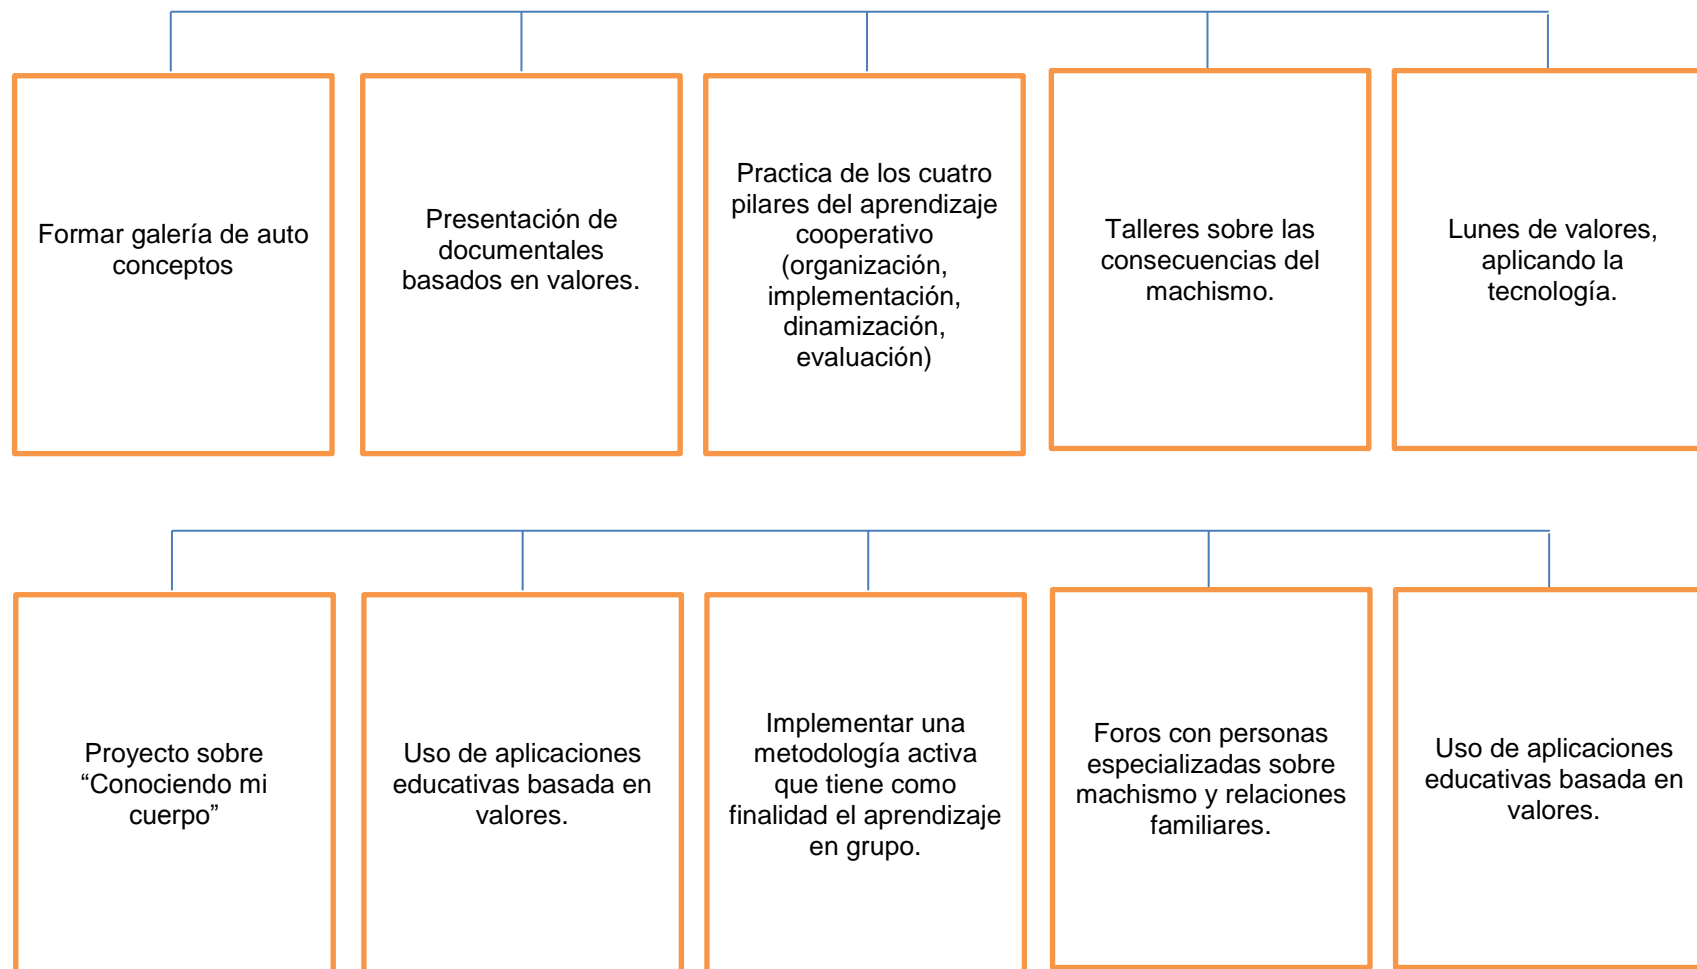 Formar galería de auto
conceptos
Presentación de
documentales
basados en valores.
Practica de los cuatro
pilares del aprendizaje
cooperativo
(organización,
implementación,
dinamización,
evaluación)
Talleres sobre las
consecuencias del
machismo.
Lunes de valores,
aplicando la
tecnología.
Proyecto sobre
“Conociendo mi
cuerpo”
Uso de aplicaciones
educativas basada en
valores.
Implementar una
metodología activa
que tiene como
finalidad el aprendizaje
en grupo.
Foros con personas
especializadas sobre
machismo y relaciones
familiares.
Uso de aplicaciones
educativas basada en
valores.